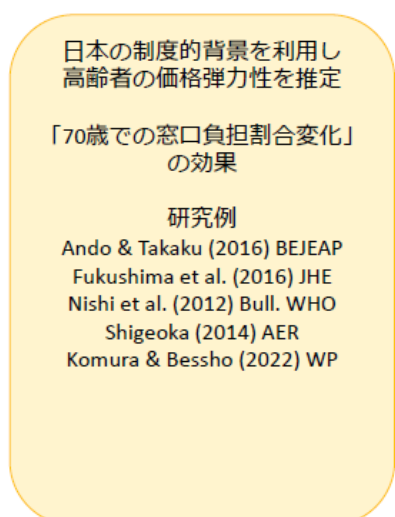 日本の制度的背景を利用し
高齢者の価格弾力性を推定
「70歳での窓口負担割合変化」
の効果
研究例
Ando & Takaku (2016) BEJEAP
Fukushima et al. (2016) JHE
Nishi et al. (2012) Bull. WHO
Shigeoka (2014) AER
Komura & Bessho (2022) WP